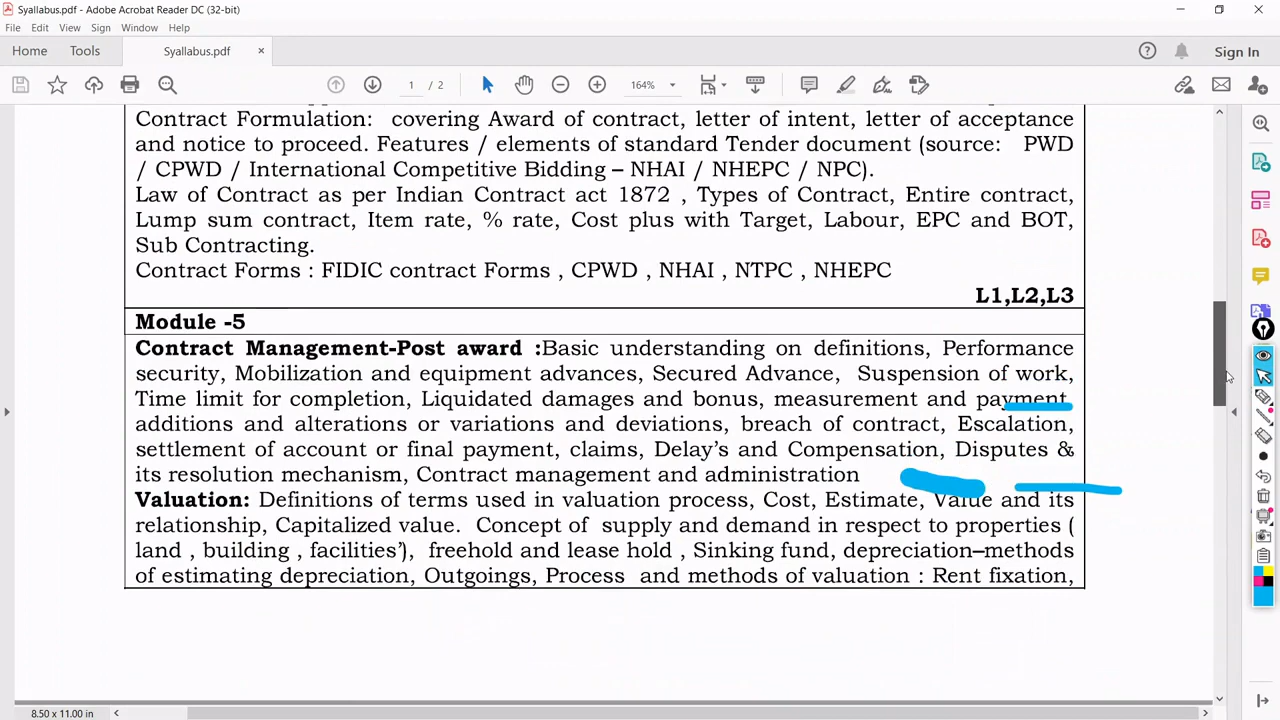 Syallabus.pdf - Adobe Acrobat Reader DC (32-bit)
File Edit View Sign Window Help
Home Tools Syallabus.pdf × Sign In
1 / 2 164%
Contract Formulation: covering Award of contract, letter of intent, letter of acceptance
and notice to proceed. Features / elements of standard Tender document (source: PWD
/ CPWD / International Competitive Bidding – NHAI / NHEPC / NPC).
Law of Contract as per Indian Contract act 1872 , Types of Contract, Entire contract,
Lump sum contract, Item rate, % rate, Cost plus with Target, Labour, EPC and BOT,
Sub Contracting.
Contract Forms : FIDIC contract Forms , CPWD , NHAI , NTPC , NHEPC
L1,L2,L3
Module -5
Contract Management-Post award :Basic understanding on definitions, Performance
security, Mobilization and equipment advances, Secured Advance, Suspension of work,
Time limit for completion, Liquidated damages and bonus, measurement and payment,
additions and alterations or variations and deviations, breach of contract, Escalation,
settlement of account or final payment, claims, Delay's and Compensation, Disputes &
its resolution mechanism, Contract management and administration
Valuation: Definitions of terms used in valuation process, Cost, Estimate, Value and its
relationship, Capitalized value. Concept of supply and demand in respect to properties (
land , building , facilities'), freehold and lease hold , Sinking fund, depreciation–methods
of estimating depreciation, Outgoings, Process and methods of valuation : Rent fixation,
8.50 x 11.00 in